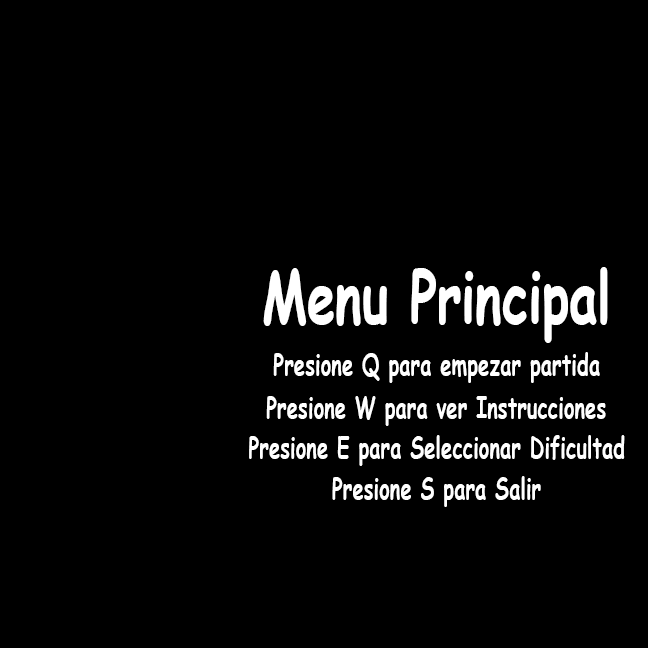 Menu Principal
Presione Q para empezar partida
Presione W para ver Instrucciones
Presione E para Seleccionar Dificultad
Presione S para Salir